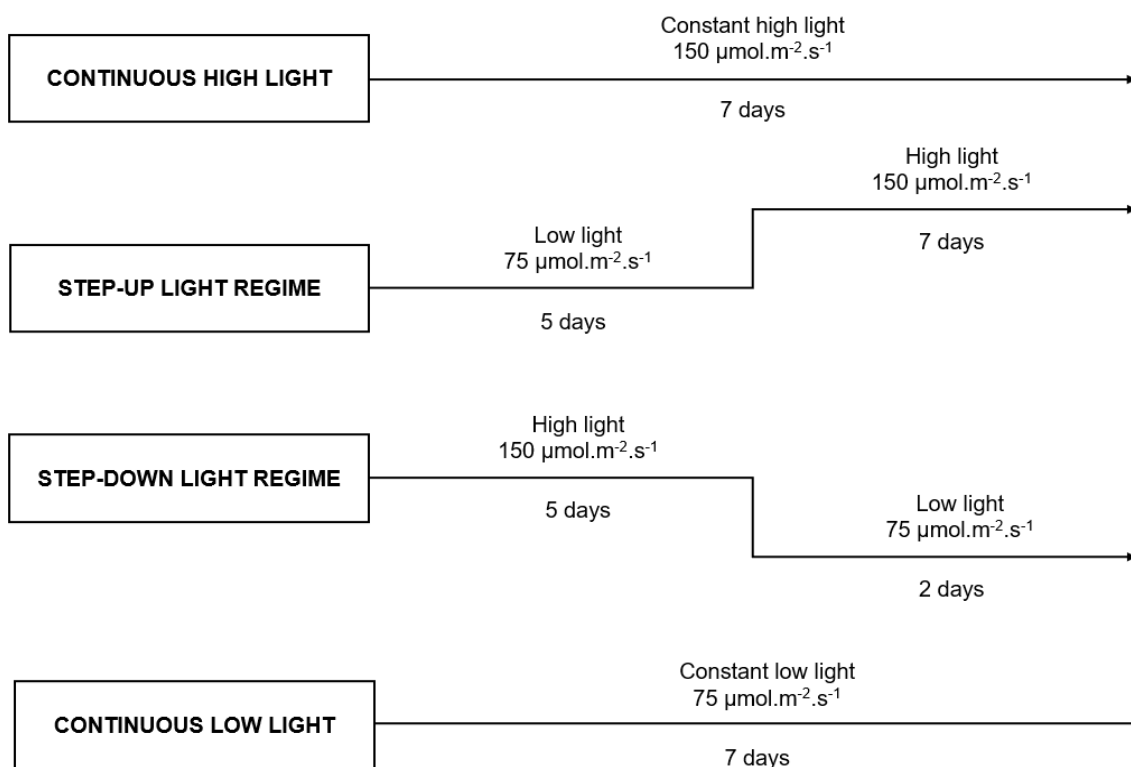 Constant high light
150 µmol.m⁻².s⁻¹
CONTINUOUS HIGH LIGHT
7 days
High light
150 µmol.m⁻².s⁻¹
Low light
75 µmol.m⁻².s⁻¹
7 days
STEP-UP LIGHT REGIME
5 days
High light
150 µmol.m⁻².s⁻¹
STEP-DOWN LIGHT REGIME
5 days
Low light
75 µmol.m⁻².s⁻¹
2 days
Constant low light
75 µmol.m⁻².s⁻¹
CONTINUOUS LOW LIGHT
7 days